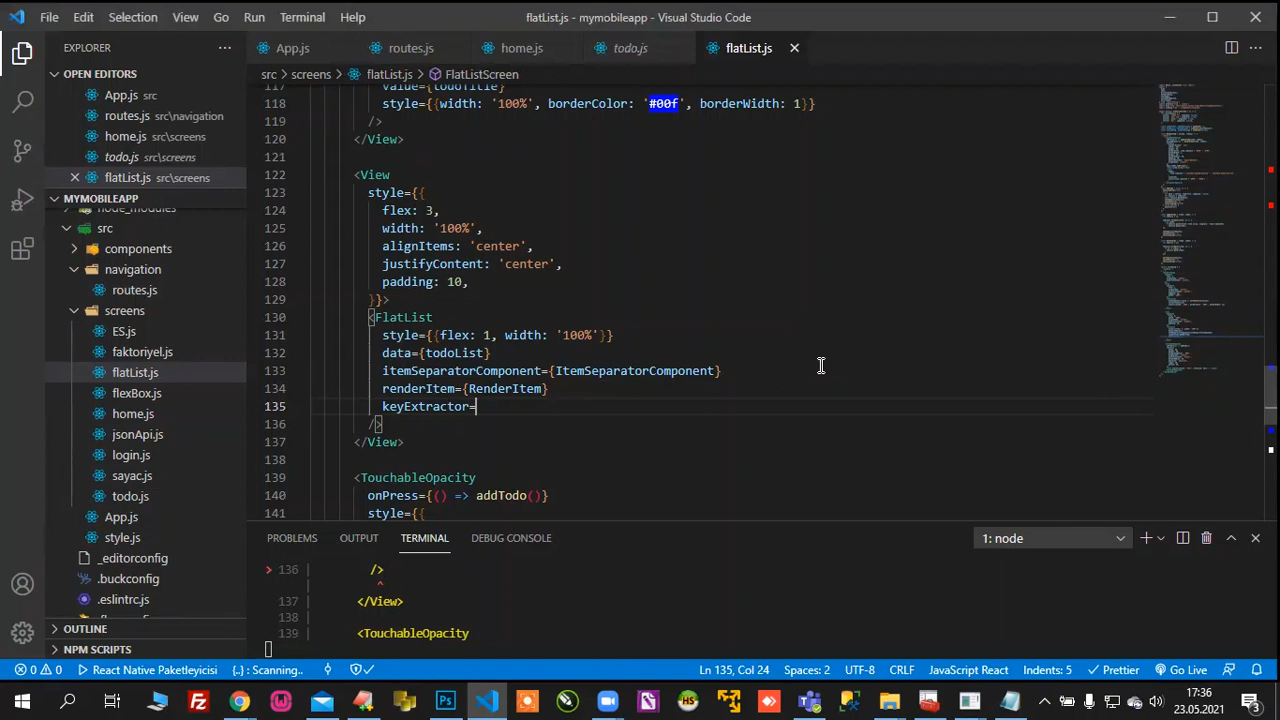 File Edit Selection View Go Run Terminal Help flatList.js - mymobileapp - Visual Studio Code
EXPLORER
App.js routes.js home.js todo.js flatList.js
OPEN EDITORS
src > screens > flatList.js > FlatListScreen
App.js src
routes.js src\navigation
home.js src\screens
todo.js src\screens
flatList.js src\screens
MYMOBILEAPP
node_modules
src
components
navigation
routes.js
screens
ES.js
faktoriyel.js
flatList.js
flexBox.js
home.js
jsonApi.js
login.js
sayac.js
todo.js
App.js
style.js
_editorconfig
.buckconfig
.eslintrc.js
OUTLINE
NPM SCRIPTS
117 value={todoTitle}
118 style={{width: '100%', borderColor: '#00f', borderWidth: 1}}
119 />
120 </View>
121
122 <View
123 style={{
124 flex: 3,
125 width: '100%',
126 alignItems: 'center',
127 justifyContent: 'center',
128 padding: 10,
129 }}>
130 <FlatList
131 style={{flex: , width: '100%'}}
132 data={todoList}
133 itemSeparatorComponent={ItemSeparatorComponent}
134 renderItem={RenderItem}
135 keyExtractor=
136 />
137 </View>
138
139 <TouchableOpacity
140 onPress={() => addTodo()}
141 style={{
PROBLEMS OUTPUT TERMINAL DEBUG CONSOLE 1: node
> 136 | />
| ^
137 | </View>
138 |
139 | <TouchableOpacity
0 0 React Native Paketleyicisi {..} : Scanning.. Ln 135, Col 24 Spaces: 2 UTF-8 CRLF JavaScript React Indents: 5 Prettier Go Live
17:36
23.05.2021